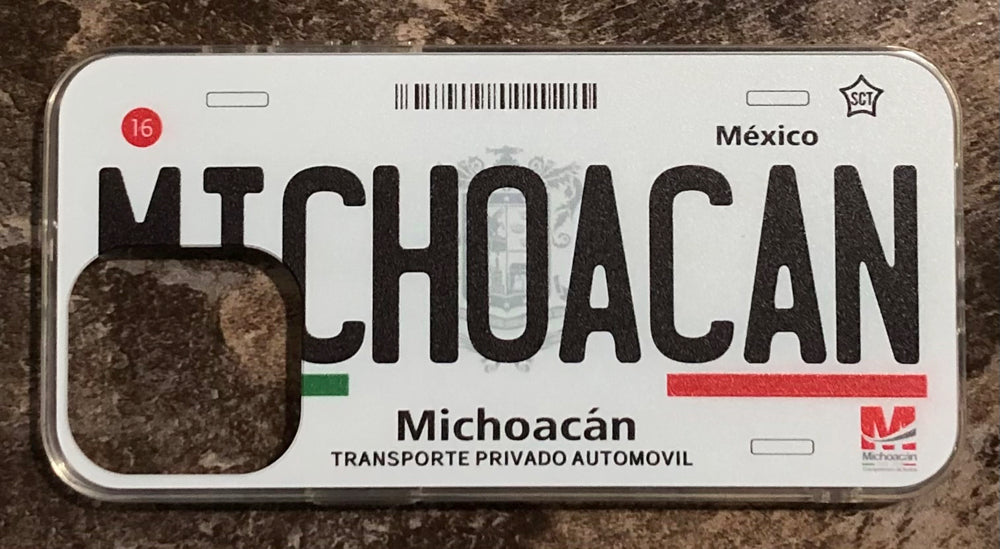 16
SCT
México
MICHOACAN
Michoacán
TRANSPORTE PRIVADO AUTOMOVIL
M
Michoacán